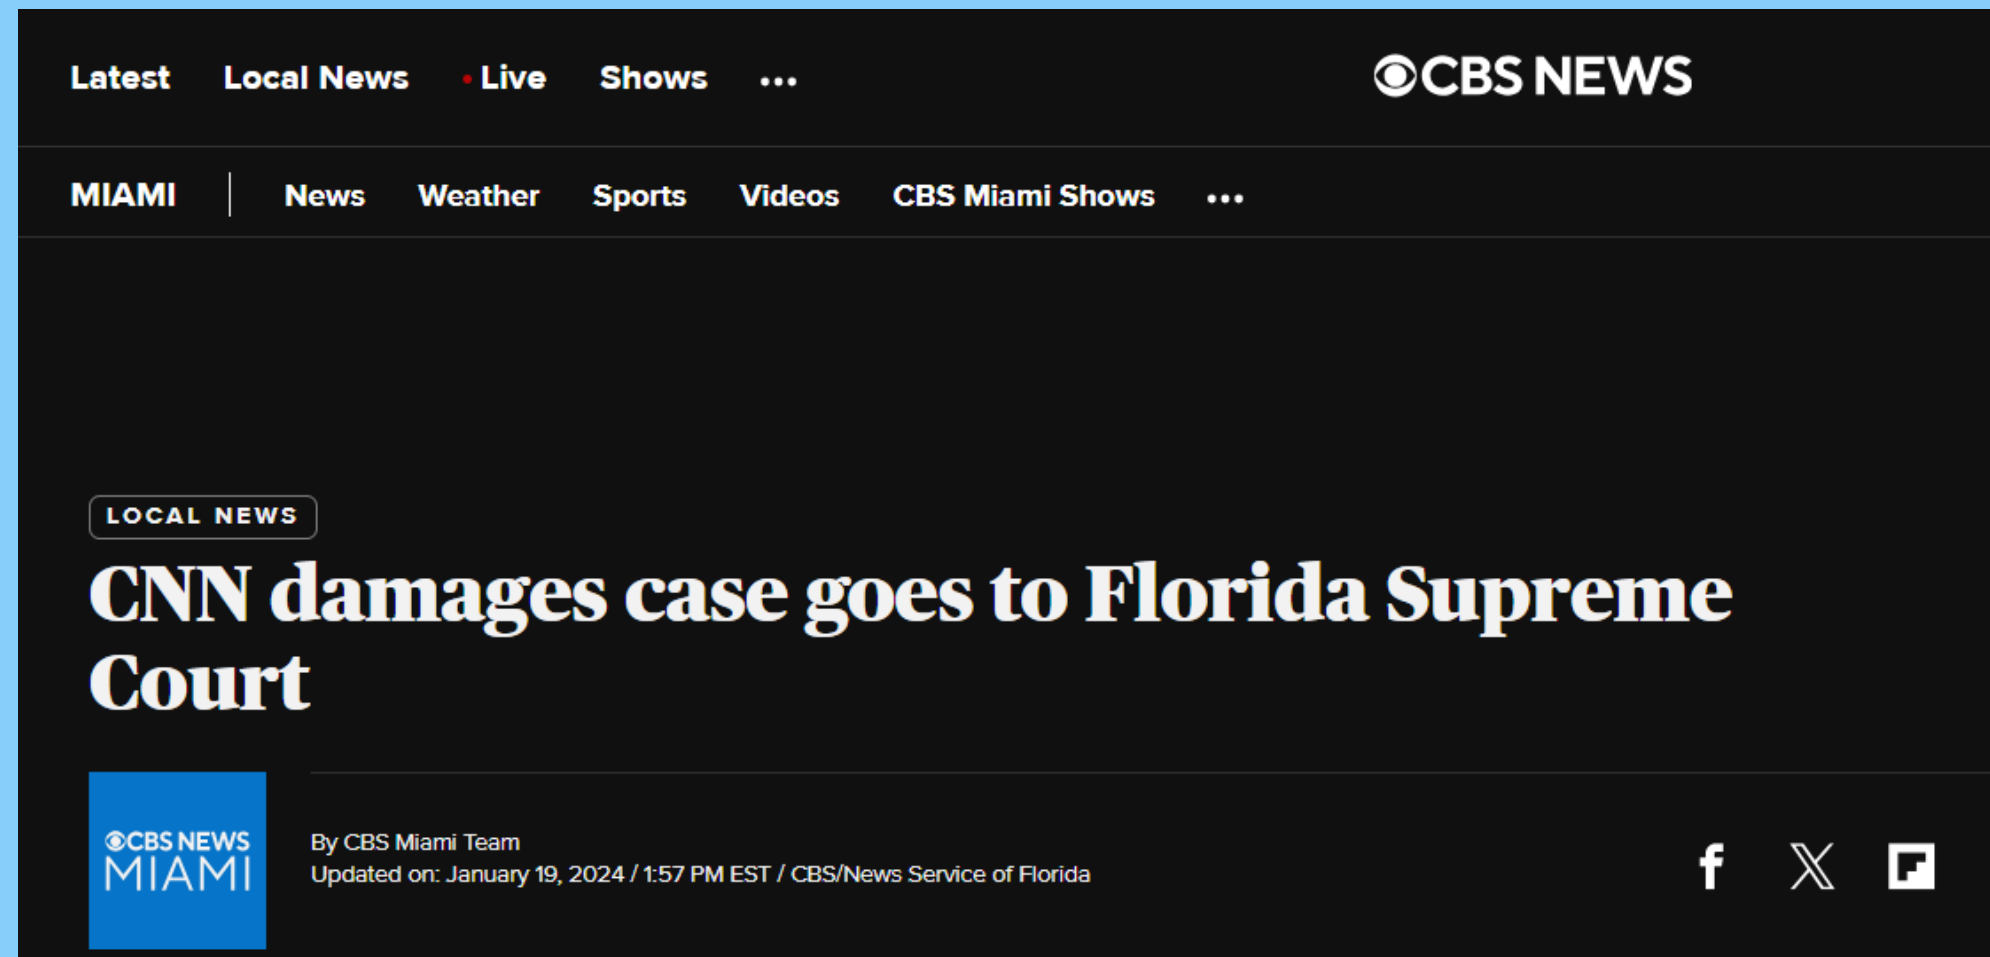 Latest Local News Live Shows ...
CBS NEWS
MIAMI News Weather Sports Videos CBS Miami Shows ...
LOCAL NEWS
CNN damages case goes to Florida Supreme
Court
CBS NEWS
MIAMI
By CBS Miami Team
Updated on: January 19, 2024 / 1:57 PM EST / CBS/News Service of Florida